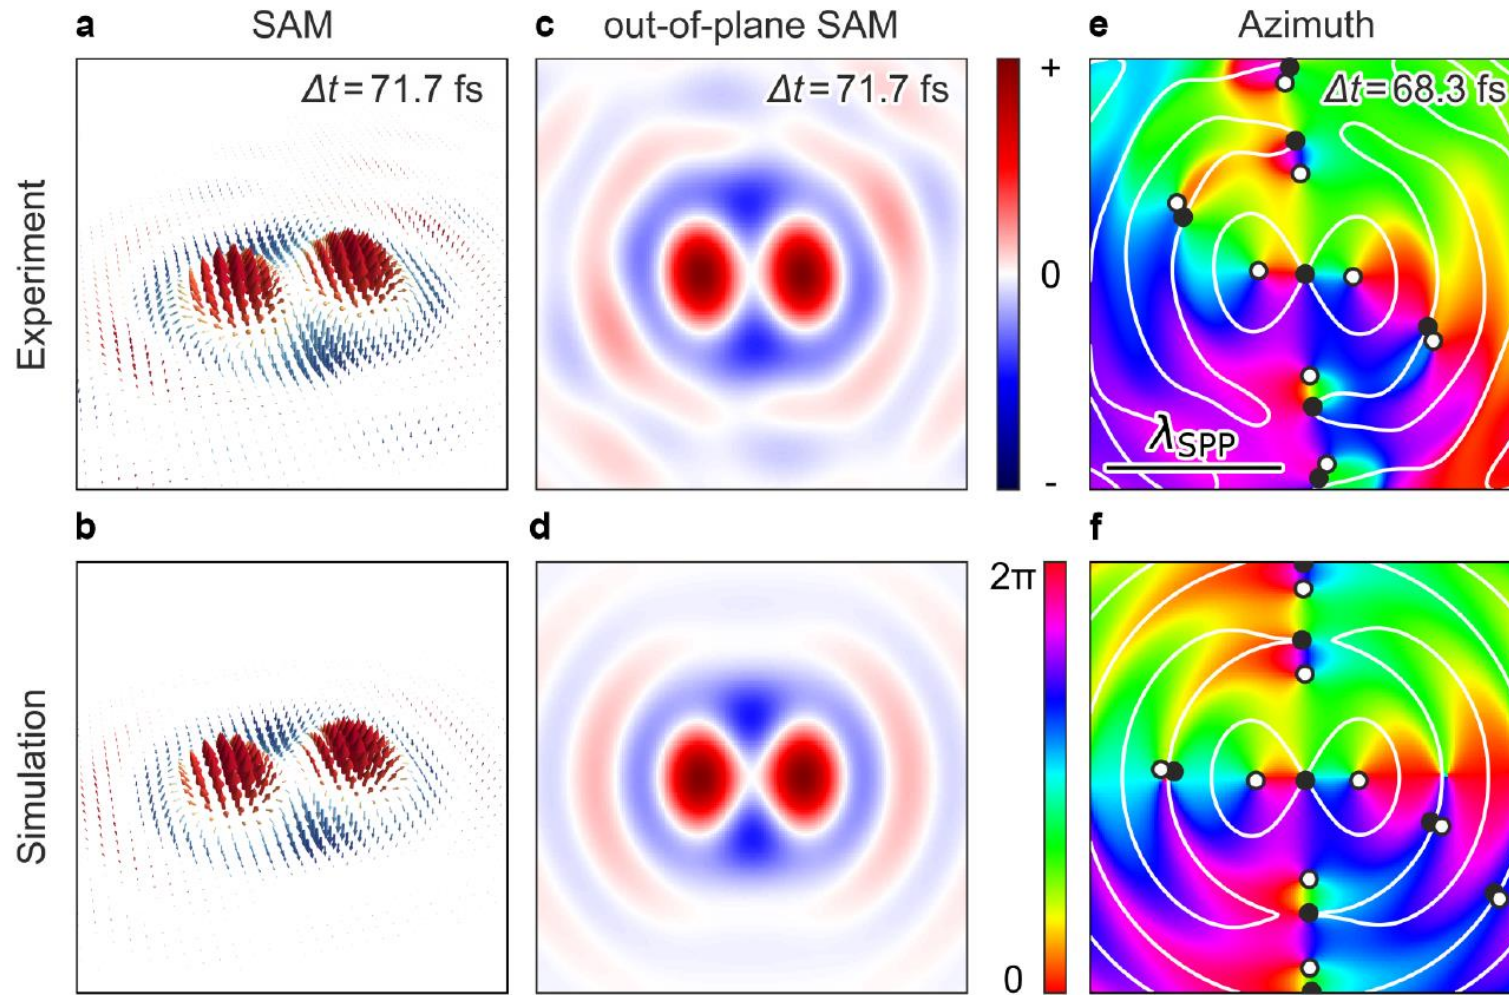 a SAM
c out-of-plane SAM
e Azimuth
Experiment
Δt=71.7 fs
Δt=71.7 fs
+
0
-
Δt=68.3 fs
λSPP
b
d
f
Simulation
2π
0